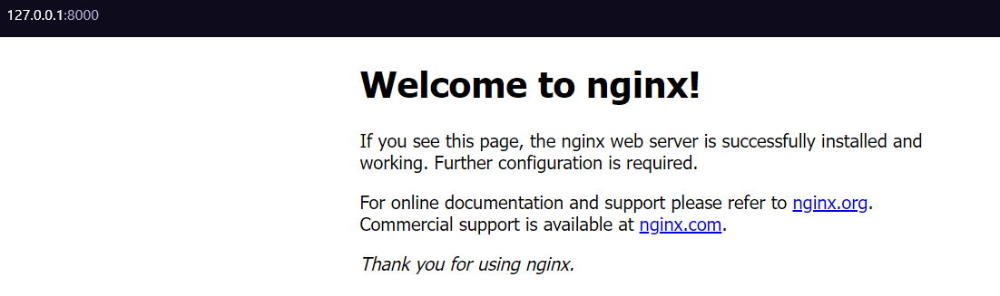 127.0.0.1:8000
Welcome to nginx!
If you see this page, the nginx web server is successfully installed and
working. Further configuration is required.
For online documentation and support please refer to nginx.org.
Commercial support is available at nginx.com.
Thank you for using nginx.